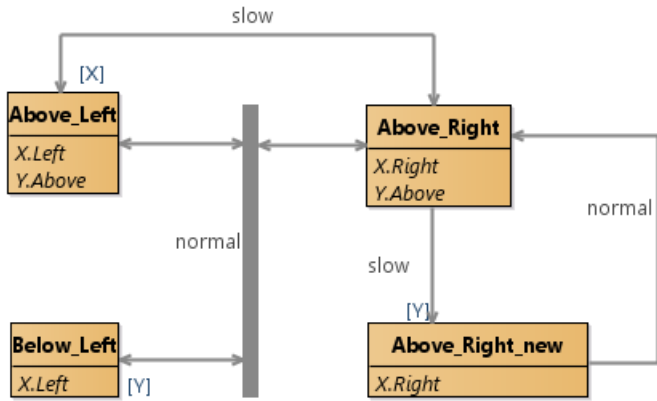 slow
[X]
Above_Left
X.Left
Y.Above
Above_Right
X.Right
Y.Above
normal
normal
slow
[Y]
Below_Left
X.Left
[Y]
Above_Right_new
X.Right